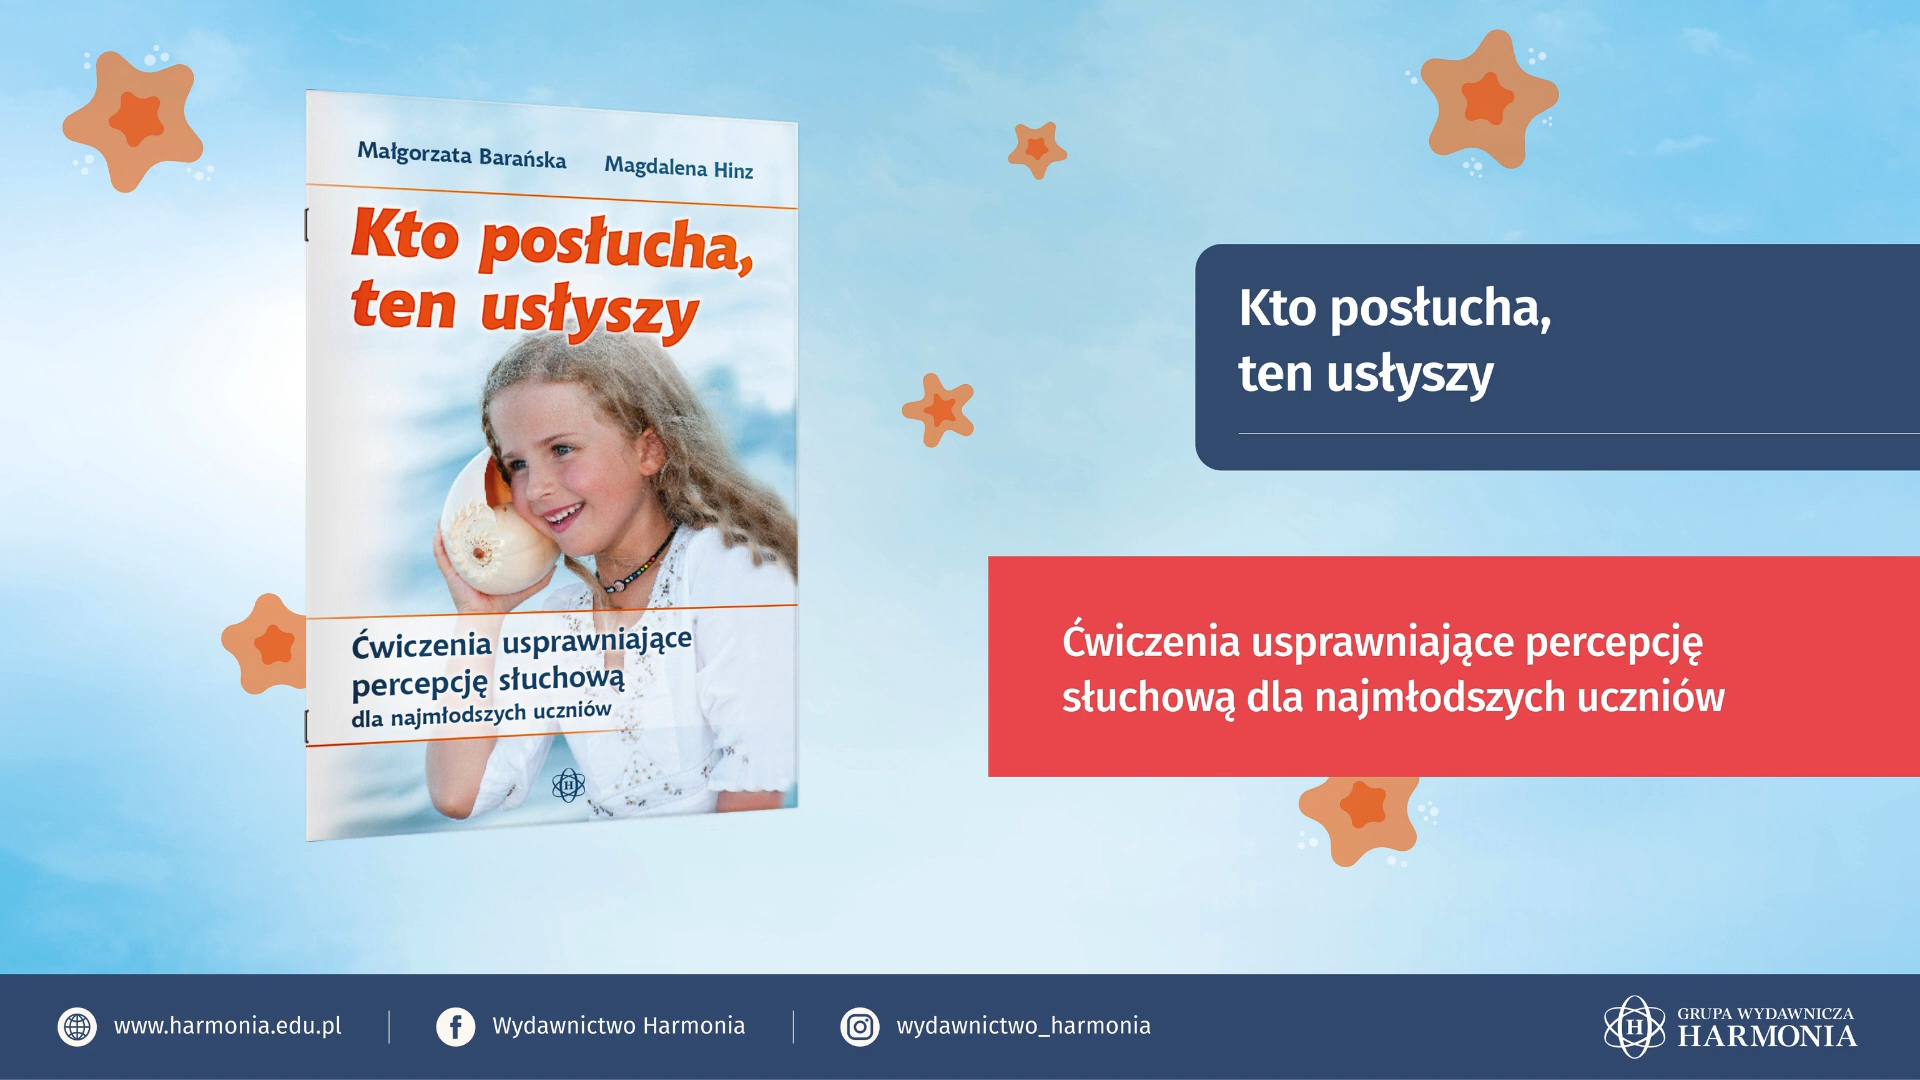 Małgorzata Barańska Magdalena Hinz
Kto posłucha,
ten usłyszy
Ćwiczenia usprawniające
percepcję słuchową
dla najmłodszych uczniów
H
Kto posłucha,
ten usłyszy
Ćwiczenia usprawniające percepcję
słuchową dla najmłodszych uczniów
www.harmonia.edu.pl
Wydawnictwo Harmonia
wydawnictwo_harmonia
H
GRUPA WYDAWNICZA
HARMONIA